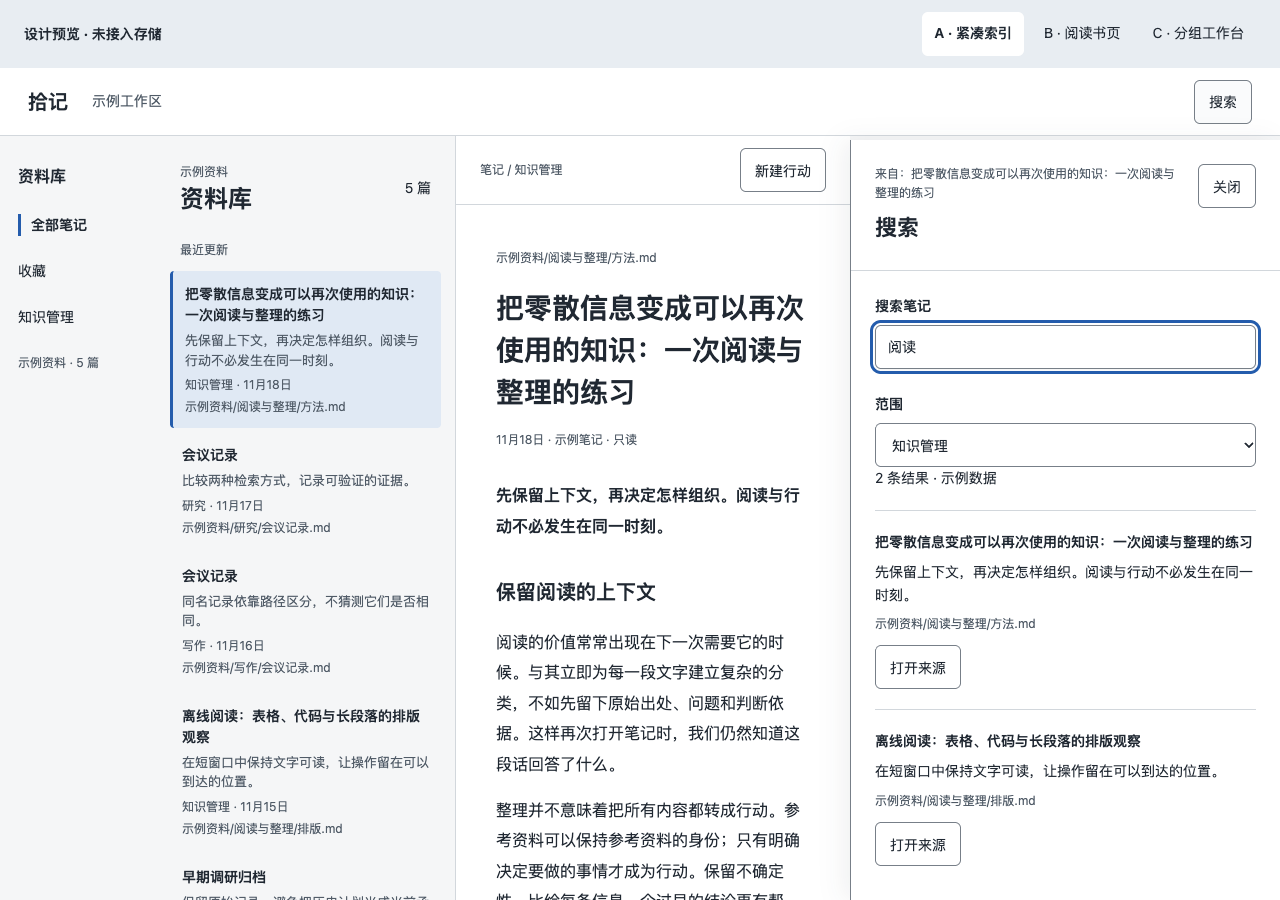 设计预览 · 未接入存储
A · 紧凑索引
B · 阅读书页
C · 分组工作台
拾记
示例工作区
搜索
资料库
全部笔记
收藏
知识管理
示例资料 · 5 篇
示例资料
资料库
5 篇
最近更新
把零散信息变成可以再次使用的知识：
一次阅读与整理的练习
先保留上下文，再决定怎样组织。阅读与
行动不必发生在同一时刻。
知识管理 · 11月18日
示例资料/阅读与整理/方法.md
会议记录
比较两种检索方式，记录可验证的证据。
研究 · 11月17日
示例资料/研究/会议记录.md
会议记录
同名记录依靠路径区分，不猜测它们是否相
同。
写作 · 11月16日
示例资料/写作/会议记录.md
离线阅读：表格、代码与长段落的排版
观察
在短窗口中保持文字可读，让操作留在可以
到达的位置。
知识管理 · 11月15日
示例资料/阅读与整理/排版.md
早期调研归档
笔记 / 知识管理
新建行动
示例资料/阅读与整理/方法.md
把零散信息变成可以再次
使用的知识：一次阅读与
整理的练习
11月18日 · 示例笔记 · 只读
先保留上下文，再决定怎样组织。阅读与行
动不必发生在同一时刻。
保留阅读的上下文
阅读的价值常常出现在下一次需要它的时
候。与其立即为每一段文字建立复杂的分
类，不如先留下原始出处、问题和判断依
据。这样再次打开笔记时，我们仍然知道这
段话回答了什么。
整理并不意味着把所有内容都转成行动。参
考资料可以保持参考资料的身份；只有明确
决定要做的事情才成为行动。保留不确定
来自：把零散信息变成可以再次使用的知识：一次阅读与
整理的练习
关闭
搜索
搜索笔记
阅读
范围
知识管理
2 条结果 · 示例数据
把零散信息变成可以再次使用的知识：一次阅读与整理的练习
先保留上下文，再决定怎样组织。阅读与行动不必发生在同一
时刻。
示例资料/阅读与整理/方法.md
打开来源
离线阅读：表格、代码与长段落的排版观察
在短窗口中保持文字可读，让操作留在可以到达的位置。
示例资料/阅读与整理/排版.md
打开来源